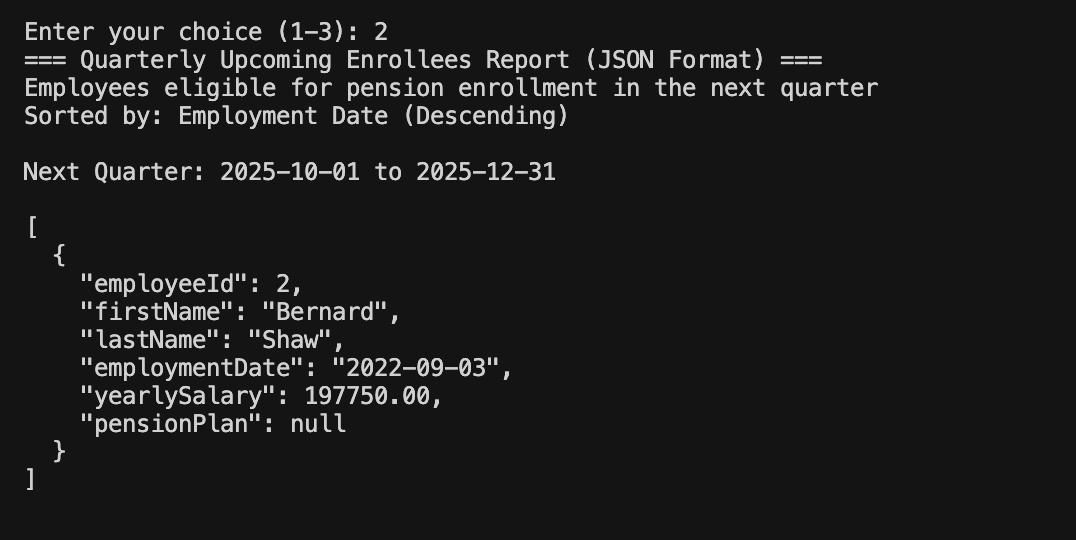 Enter your choice (1-3): 2
=== Quarterly Upcoming Enrollees Report (JSON Format) ===
Employees eligible for pension enrollment in the next quarter
Sorted by: Employment Date (Descending)

Next Quarter: 2025-10-01 to 2025-12-31

[
  {
    "employeeId": 2,
    "firstName": "Bernard",
    "lastName": "Shaw",
    "employmentDate": "2022-09-03",
    "yearlySalary": 197750.00,
    "pensionPlan": null
  }
]